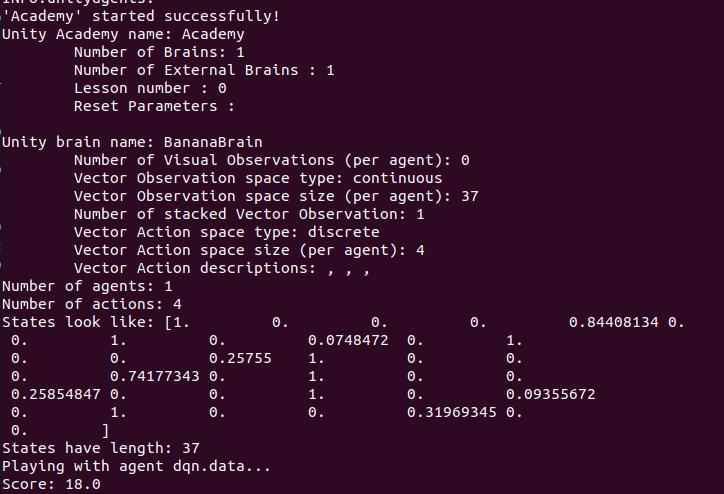 INFO:unityagents:
'Academy' started successfully!
Unity Academy name: Academy
        Number of Brains: 1
        Number of External Brains : 1
        Lesson number : 0
        Reset Parameters :

Unity brain name: BananaBrain
        Number of Visual Observations (per agent): 0
        Vector Observation space type: continuous
        Vector Observation space size (per agent): 37
        Number of stacked Vector Observation: 1
        Vector Action space type: discrete
        Vector Action space size (per agent): 4
        Vector Action descriptions: , , ,
Number of agents: 1
Number of actions: 4
States look like: [1.         0.         0.         0.         0.84408134 0.
 0.         1.         0.         0.0748472  0.         1.
 0.         0.         0.25755    1.         0.         0.
 0.         0.74177343 0.         1.         0.         0.
 0.25854847 0.         0.         1.         0.         0.09355672
 0.         1.         0.         0.         0.31969345 0.
 0.        ]
States have length: 37
Playing with agent dqn.data...
Score: 18.0